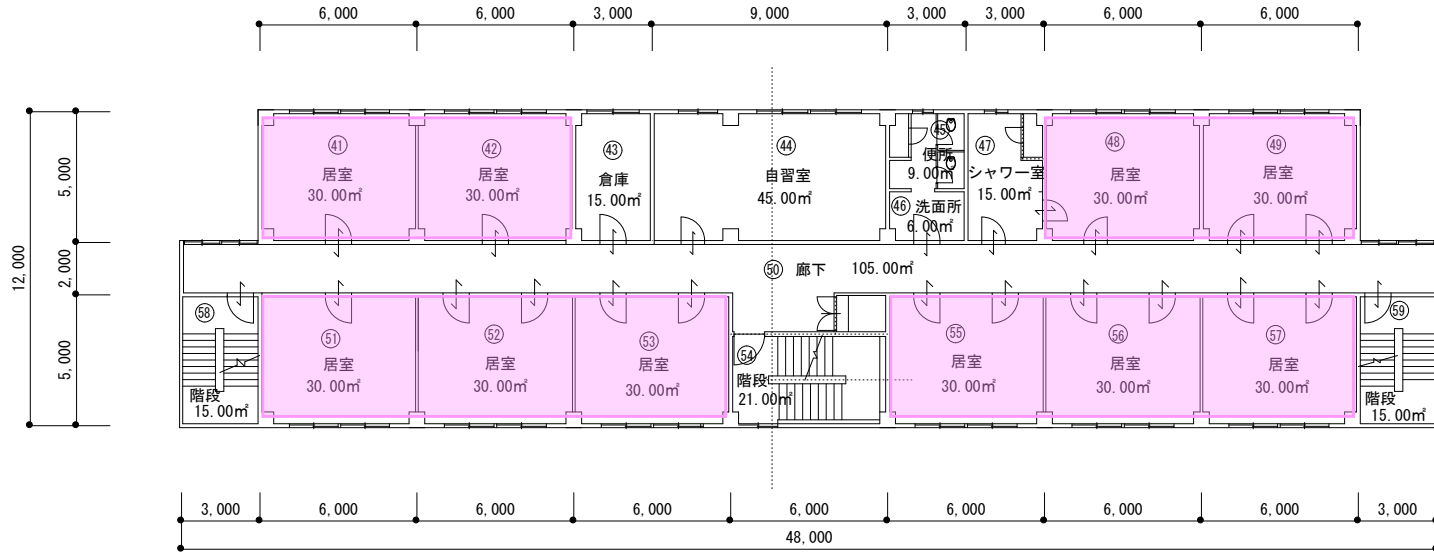 6,000 6,000 3,000 9,000 3,000 3,000 6,000 6,000
12,000
5,000
2,000
5,000
㊶
居室
30.00㎡
㊷
居室
30.00㎡
㊸
倉庫
15.00㎡
㊹
自習室
45.00㎡
㊺
便所
9.00㎡
㊻ 洗面所
6.00㎡
㊼
シャワー室
15.00㎡
㊽
居室
30.00㎡
㊾
居室
30.00㎡
㊿ 廊下 105.00㎡
58
階段
15.00㎡
51
居室
30.00㎡
52
居室
30.00㎡
53
居室
30.00㎡
54
階段
21.00㎡
55
居室
30.00㎡
56
居室
30.00㎡
57
居室
30.00㎡
59
階段
15.00㎡
3,000 6,000 6,000 6,000 6,000 6,000 6,000 6,000 3,000
48,000